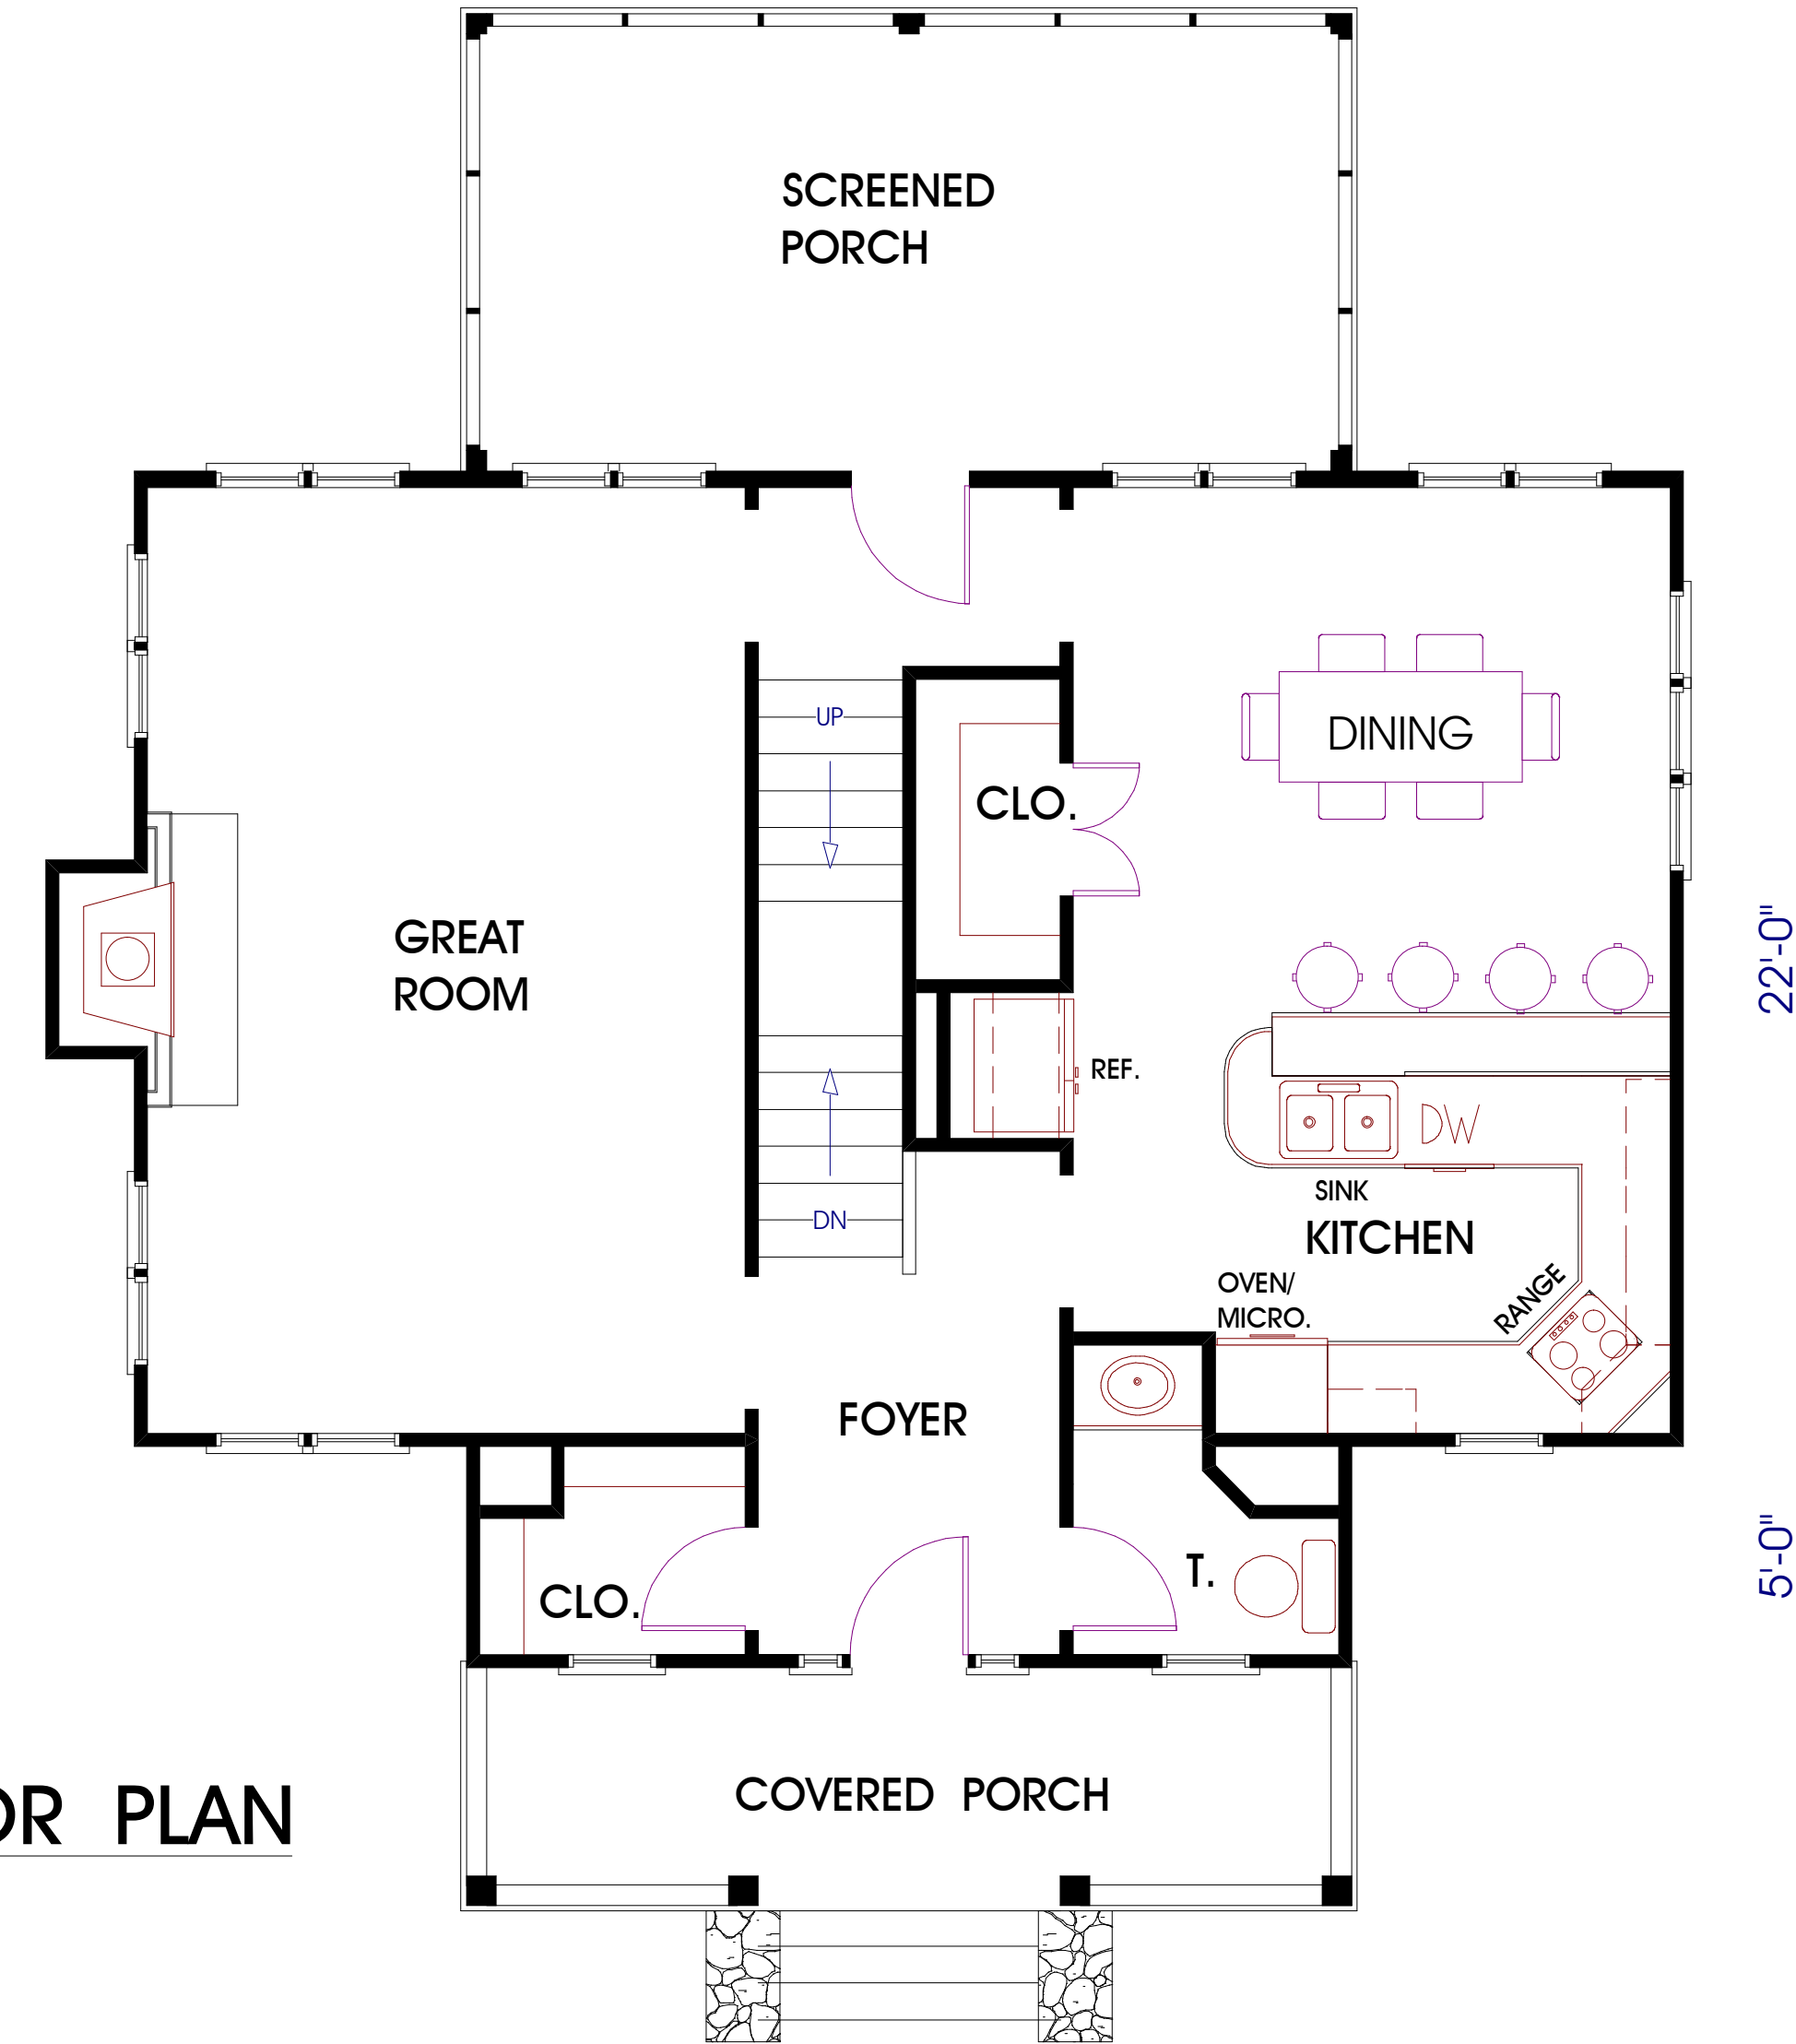 SCREENED
PORCH
UP
DINING
CLO.
GREAT
ROOM
22'-0"
REF.
DW
SINK
KITCHEN
DN
OVEN/
MICRO.
RANGE
FOYER
5'-0"
T.
CLO.
COVERED PORCH
PLAN